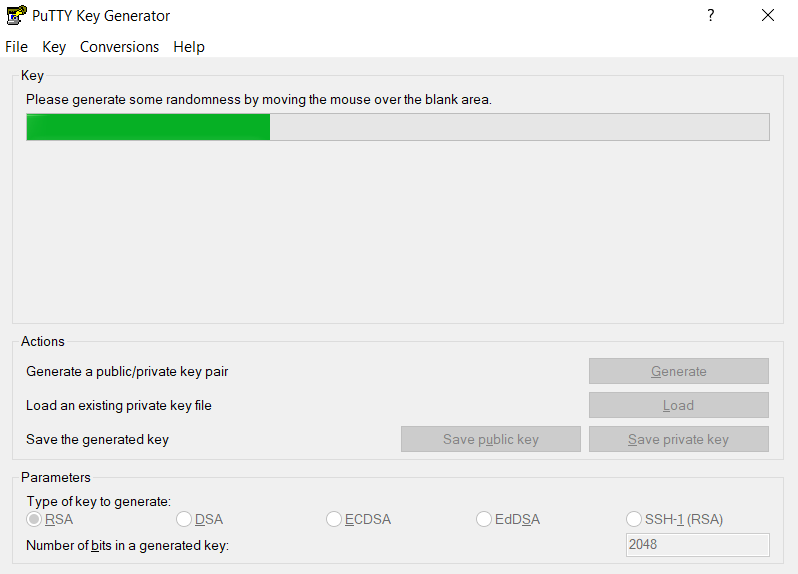 PuTTY Key Generator ?
File Key Conversions Help
Key
Please generate some randomness by moving the mouse over the blank area.
Actions
Generate a public/private key pair Generate
Load an existing private key file Load
Save the generated key Save public key Save private key
Parameters
Type of key to generate:
RSA DSA ECDSA EdDSA SSH-1 (RSA)
Number of bits in a generated key: 2048